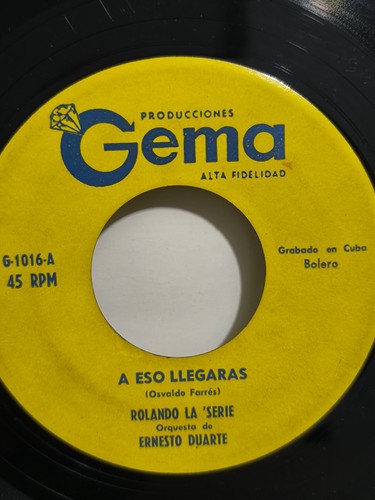 PRODUCCIONES
Gema
ALTA FIDELIDAD
G-1016-A
45 RPM
Grabado en Cuba
Bolero
A ESO LLEGARAS
(Osvaldo Farrés)
ROLANDO LA 'SERIE
Orquesta de
ERNESTO DUARTE